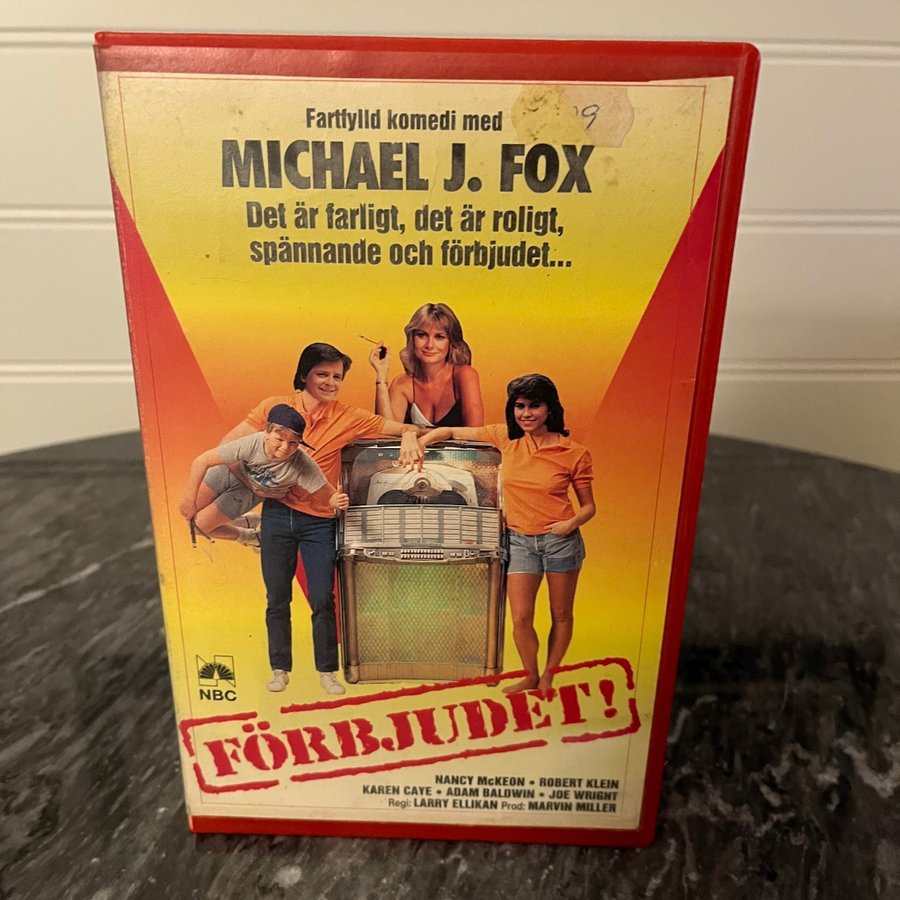 Fartfylld komedi med
MICHAEL J. FOX
Det är farligt, det är roligt,
spännande och förbjudet...
NBC
FÖRBJUDET!
NANCY McKEON • ROBERT KLEIN
KAREN CAYE • ADAM BALDWIN • JOE WRIGHT
Regi: LARRY ELLIKAN Prod: MARVIN MILLER